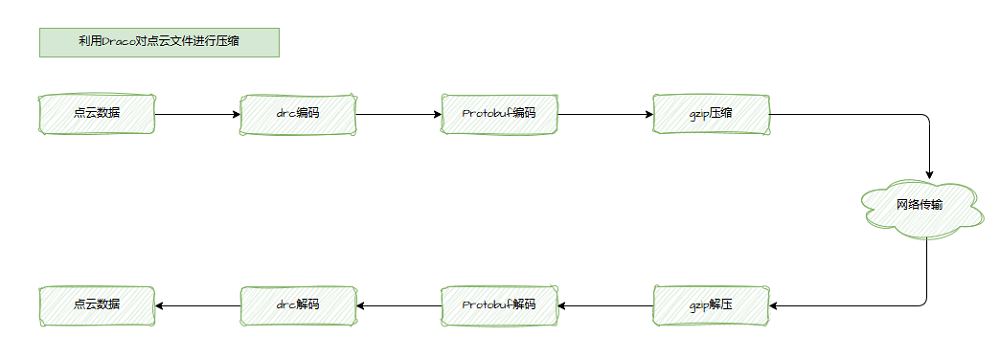 利用Draco对点云文件进行压缩
点云数据
drc编码
Protobuf编码
gzip压缩
网络传输
点云数据
drc解码
Protobuf解码
gzip解压